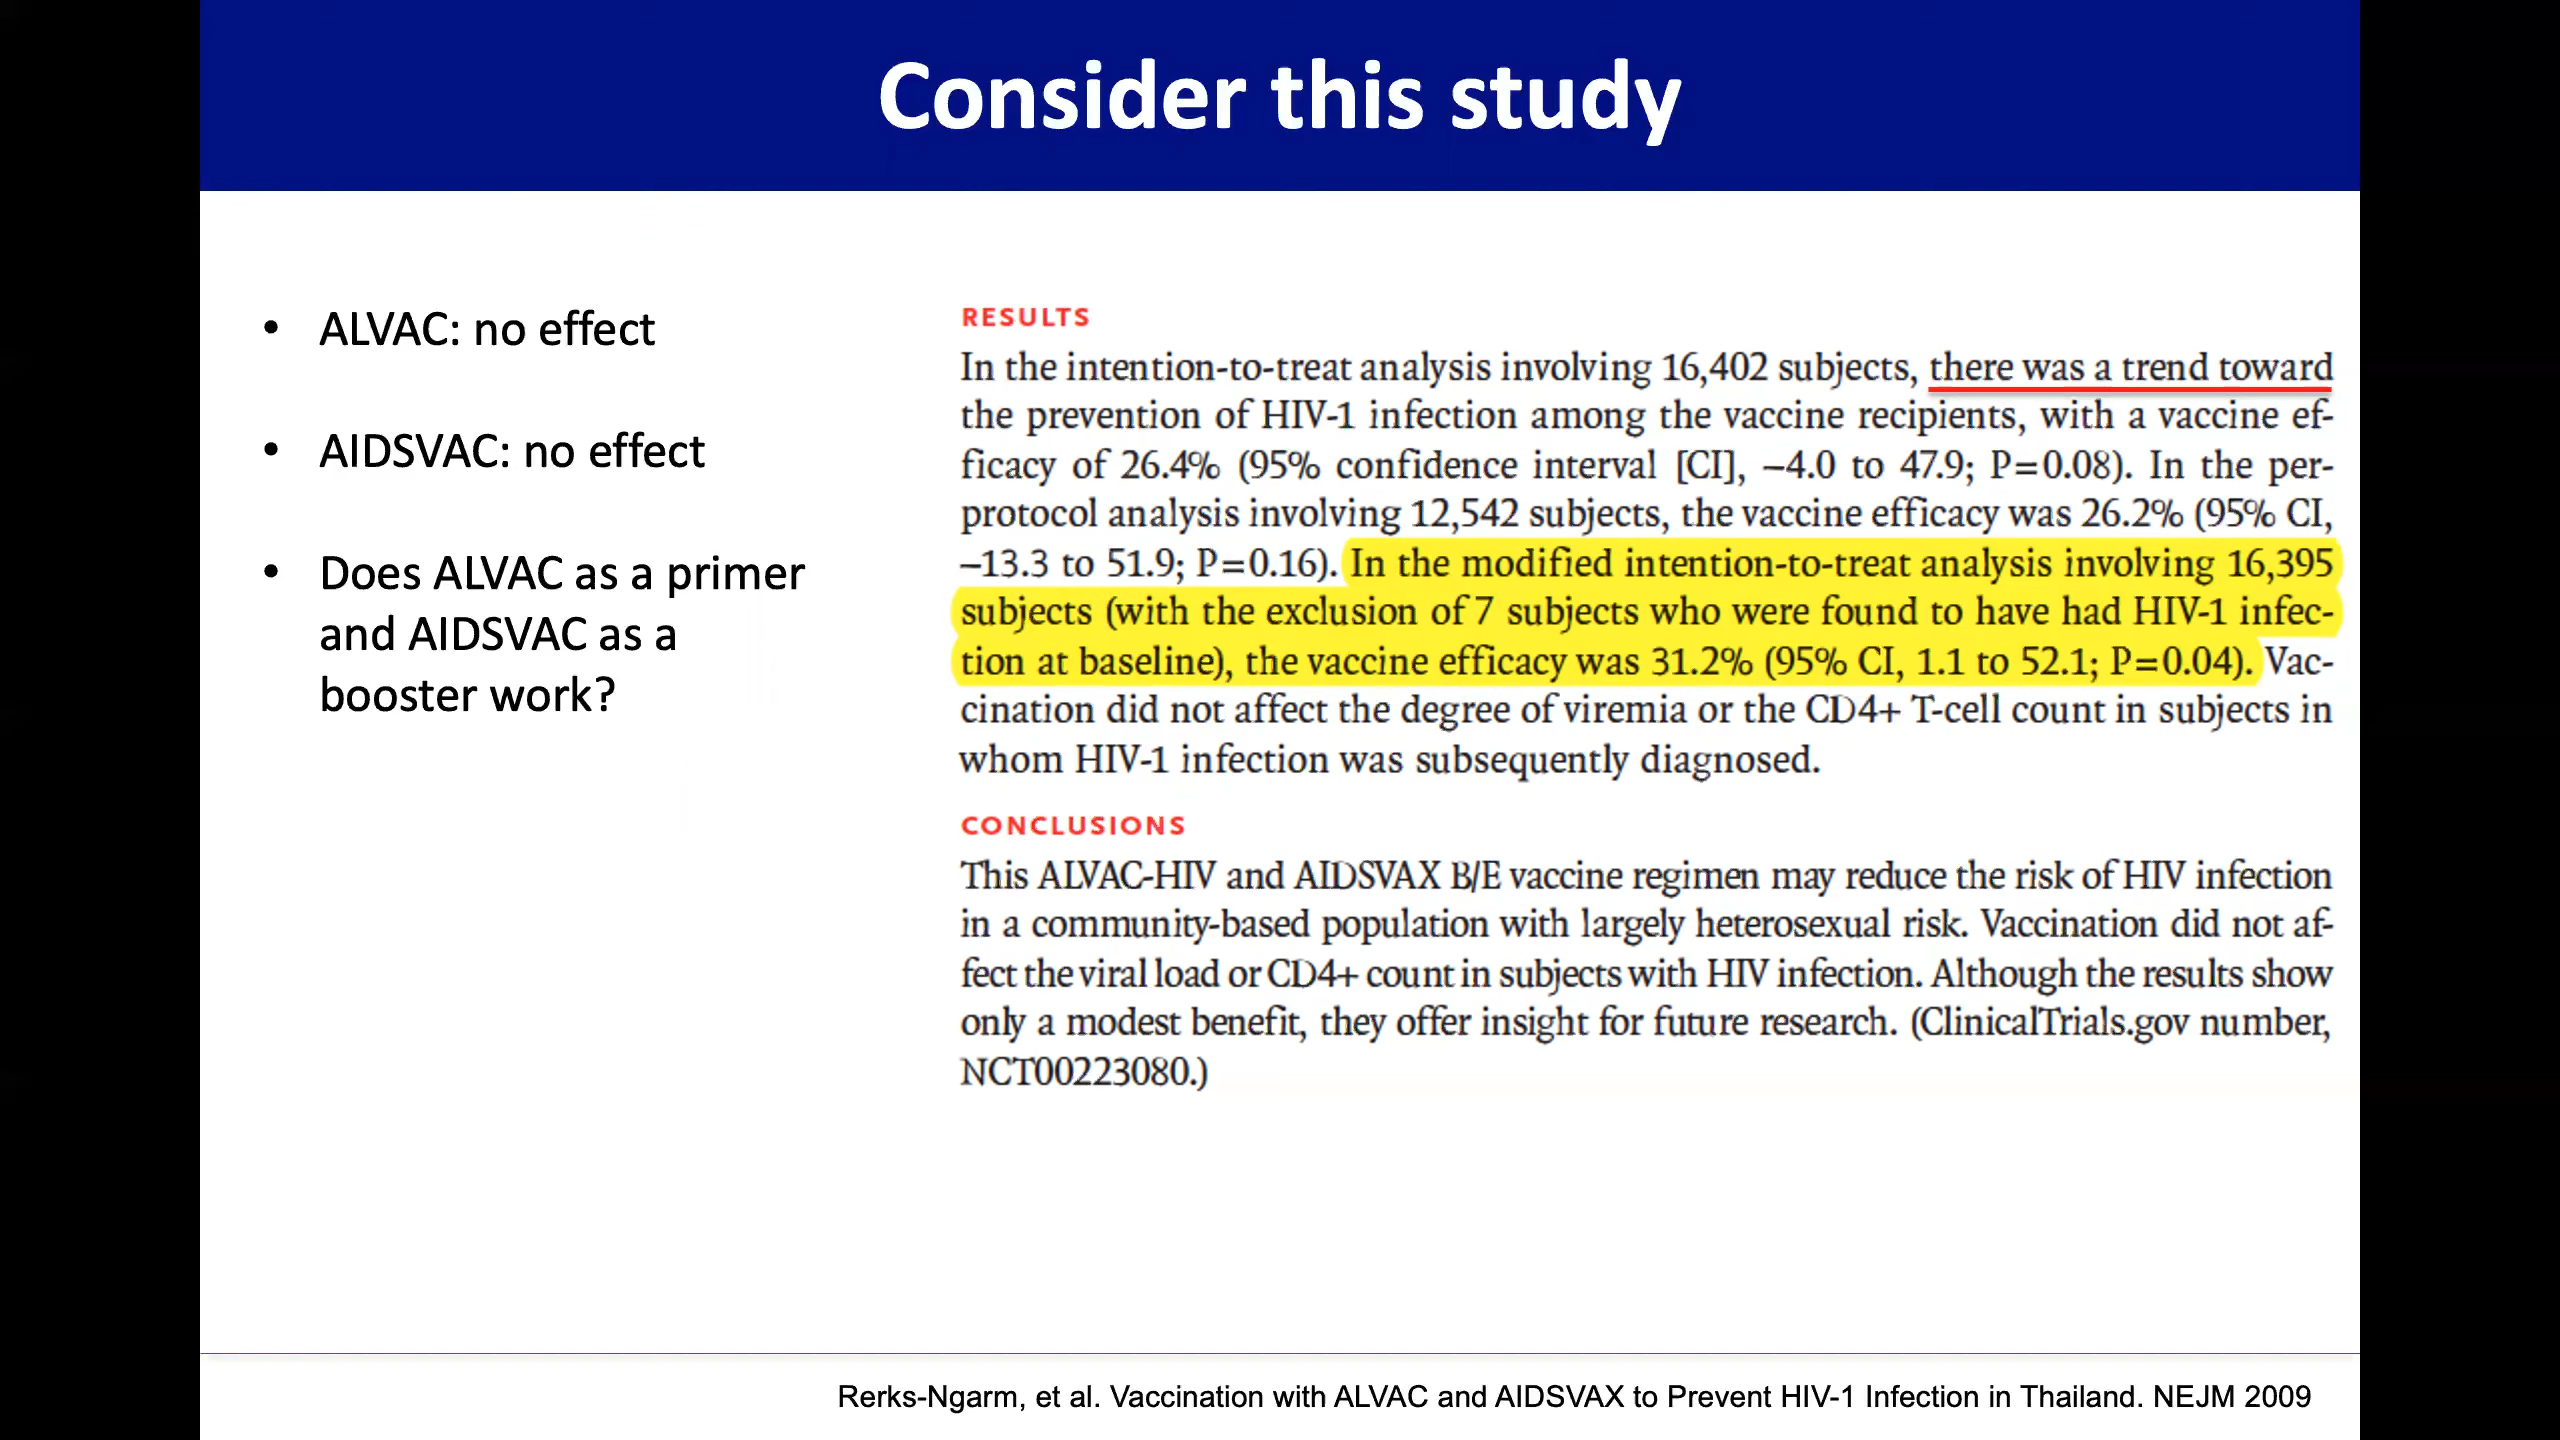 Consider this study
• ALVAC: no effect
• AIDSVAC: no effect
• Does ALVAC as a primer
and AIDSVAC as a
booster work?
RESULTS
In the intention-to-treat analysis involving 16,402 subjects, there was a trend toward
the prevention of HIV-1 infection among the vaccine recipients, with a vaccine ef-
ficacy of 26.4% (95% confidence interval [CI], −4.0 to 47.9; P=0.08). In the per-
protocol analysis involving 12,542 subjects, the vaccine efficacy was 26.2% (95% CI,
−13.3 to 51.9; P=0.16). In the modified intention-to-treat analysis involving 16,395
subjects (with the exclusion of 7 subjects who were found to have had HIV-1 infec-
tion at baseline), the vaccine efficacy was 31.2% (95% CI, 1.1 to 52.1; P=0.04). Vac-
cination did not affect the degree of viremia or the CD4+ T-cell count in subjects in
whom HIV-1 infection was subsequently diagnosed.
CONCLUSIONS
This ALVAC-HIV and AIDSVAX B/E vaccine regimen may reduce the risk of HIV infection
in a community-based population with largely heterosexual risk. Vaccination did not af-
fect the viral load or CD4+ count in subjects with HIV infection. Although the results show
only a modest benefit, they offer insight for future research. (ClinicalTrials.gov number,
NCT00223080.)
Rerks-Ngarm, et al. Vaccination with ALVAC and AIDSVAX to Prevent HIV-1 Infection in Thailand. NEJM 2009